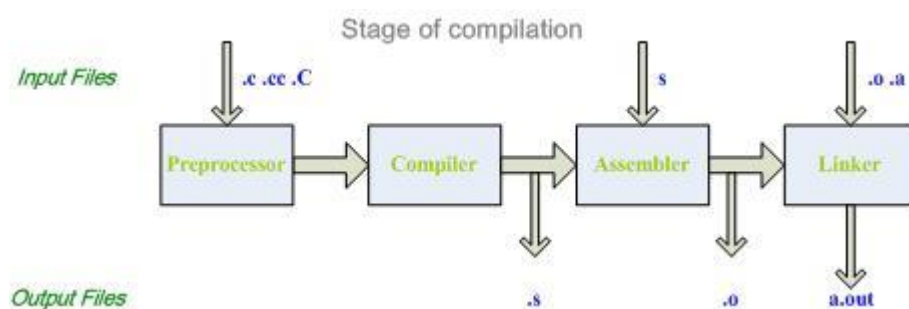 Stage of compilation
Input Files
.c .cc .C
s
.o .a
Preprocessor
Compiler
Assembler
Linker
Output Files
.s
.o
a.out